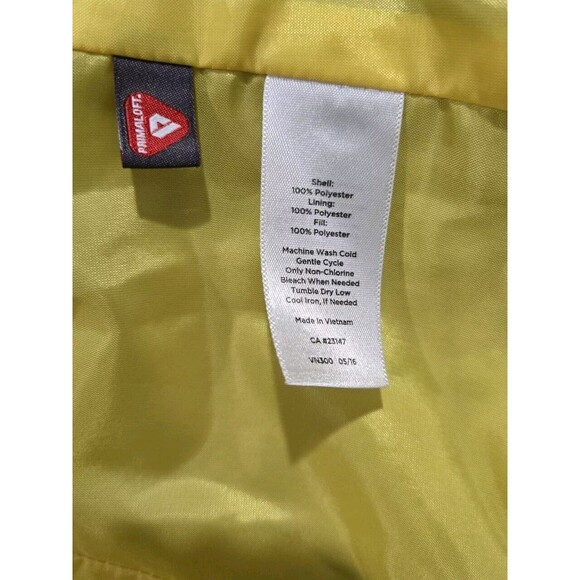 PRIMALOFT®
Shell:
100% Polyester
Lining:
100% Polyester
Fill:
100% Polyester
Machine Wash Cold
Gentle Cycle
Only Non-Chlorine
Bleach When Needed
Tumble Dry Low
Cool Iron, If Needed
Made in Vietnam
CA #23147
VN300 05/16